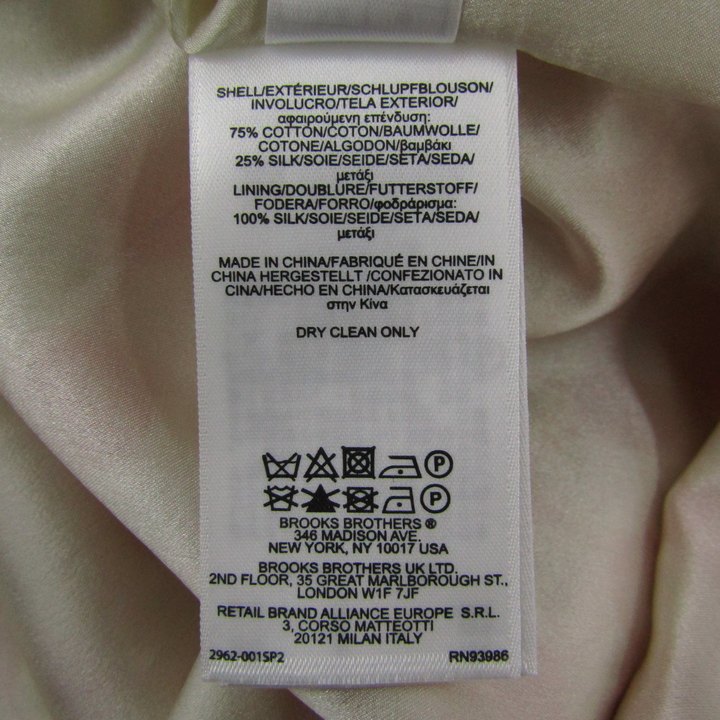 SHELL/EXTÉRIEUR/SCHLUPFBLOUSON/
INVOLUCRO/TELA EXTERIOR/
αφαιρούμενη επένδυση:
75% COTTON/COTON/BAUMWOLLE/
COTONE/ALGODON/βαμβάκι
25% SILK/SOIE/SEIDE/SETA/SEDA/
μετάξι
LINING/DOUBLURE/FUTTERSTOFF/
FODERA/FORRO/φοδράρισμα:
100% SILK/SOIE/SEIDE/SETA/SEDA/
μετάξι
MADE IN CHINA/FABRIQUÉ EN CHINE/IN
CHINA HERGESTELLT /CONFEZIONATO IN
CINA/HECHO EN CHINA/Κατασκευάζεται
στην Κίνα
DRY CLEAN ONLY
P
P
BROOKS BROTHERS ®
346 MADISON AVE.
NEW YORK, NY 10017 USA
BROOKS BROTHERS UK LTD.
2ND FLOOR, 35 GREAT MARLBOROUGH ST.,
LONDON W1F 7JF
RETAIL BRAND ALLIANCE EUROPE S.R.L.
3, CORSO MATTEOTTI
20121 MILAN ITALY
2962-001SP2 RN93986